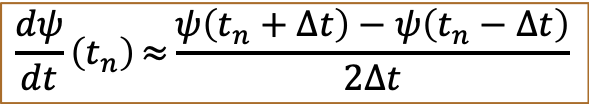 dψ/dt (tₙ) ≈ ψ(tₙ + Δt) − ψ(tₙ − Δt) / 2Δt